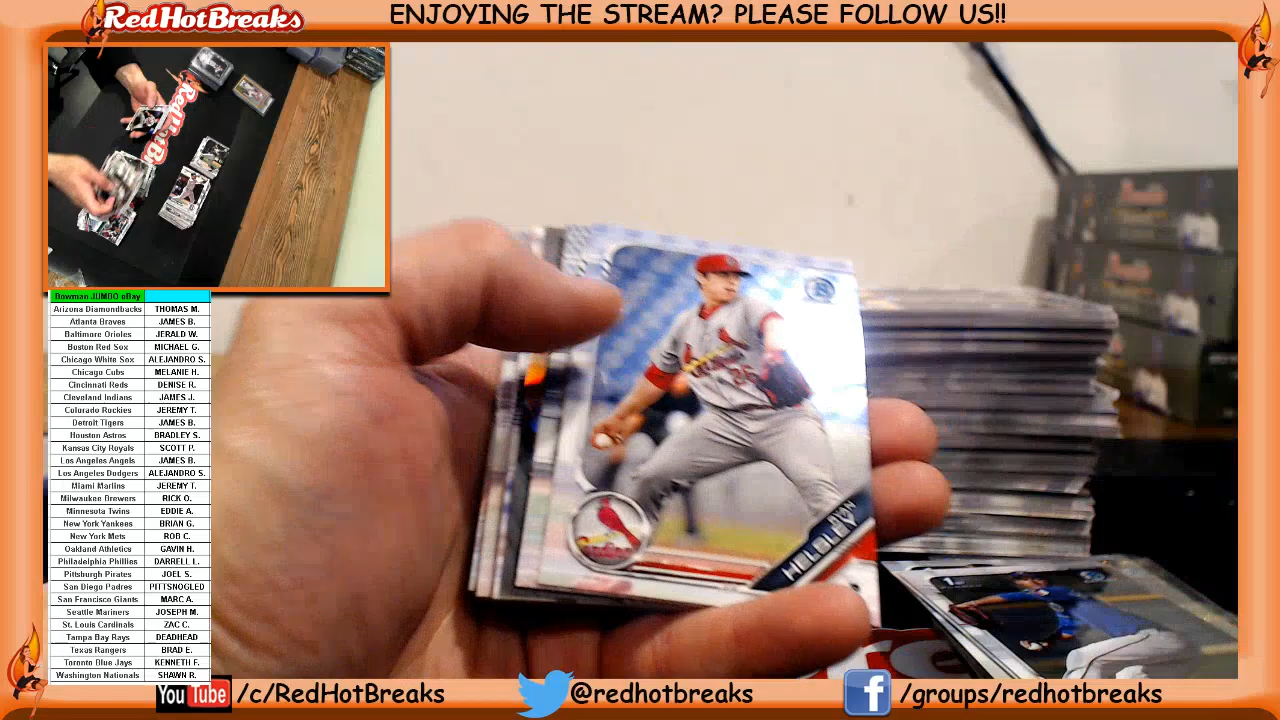 RedHotBreaks
ENJOYING THE STREAM? PLEASE FOLLOW US!!
Bowman JUMBO eBay
Arizona Diamondbacks THOMAS M.
Atlanta Braves JAMES B.
Baltimore Orioles JERALD W.
Boston Red Sox MICHAEL G.
Chicago White Sox ALEJANDRO S.
Chicago Cubs MELANIE H.
Cincinnati Reds DENISE R.
Cleveland Indians JAMES J.
Colorado Rockies JEREMY T.
Detroit Tigers JAMES B.
Houston Astros BRADLEY S.
Kansas City Royals SCOTT P.
Los Angeles Angels JAMES B.
Los Angeles Dodgers ALEJANDRO S.
Miami Marlins JEREMY T.
Milwaukee Brewers RICK O.
Minnesota Twins EDDIE A.
New York Yankees BRIAN G.
New York Mets ROB C.
Oakland Athletics GAVIN H.
Philadelphia Phillies DARRELL L.
Pittsburgh Pirates JOEL S.
San Diego Padres PITTSNOGLED
San Francisco Giants MARC A.
Seattle Mariners JOSEPH M.
St. Louis Cardinals ZAC C.
Tampa Bay Rays DEADHEAD
Texas Rangers BRAD E.
Toronto Blue Jays KENNETH F.
Washington Nationals SHAWN R.
RYAN
HELSLEY
You Tube /c/RedHotBreaks
@redhotbreaks
f /groups/redhotbreaks